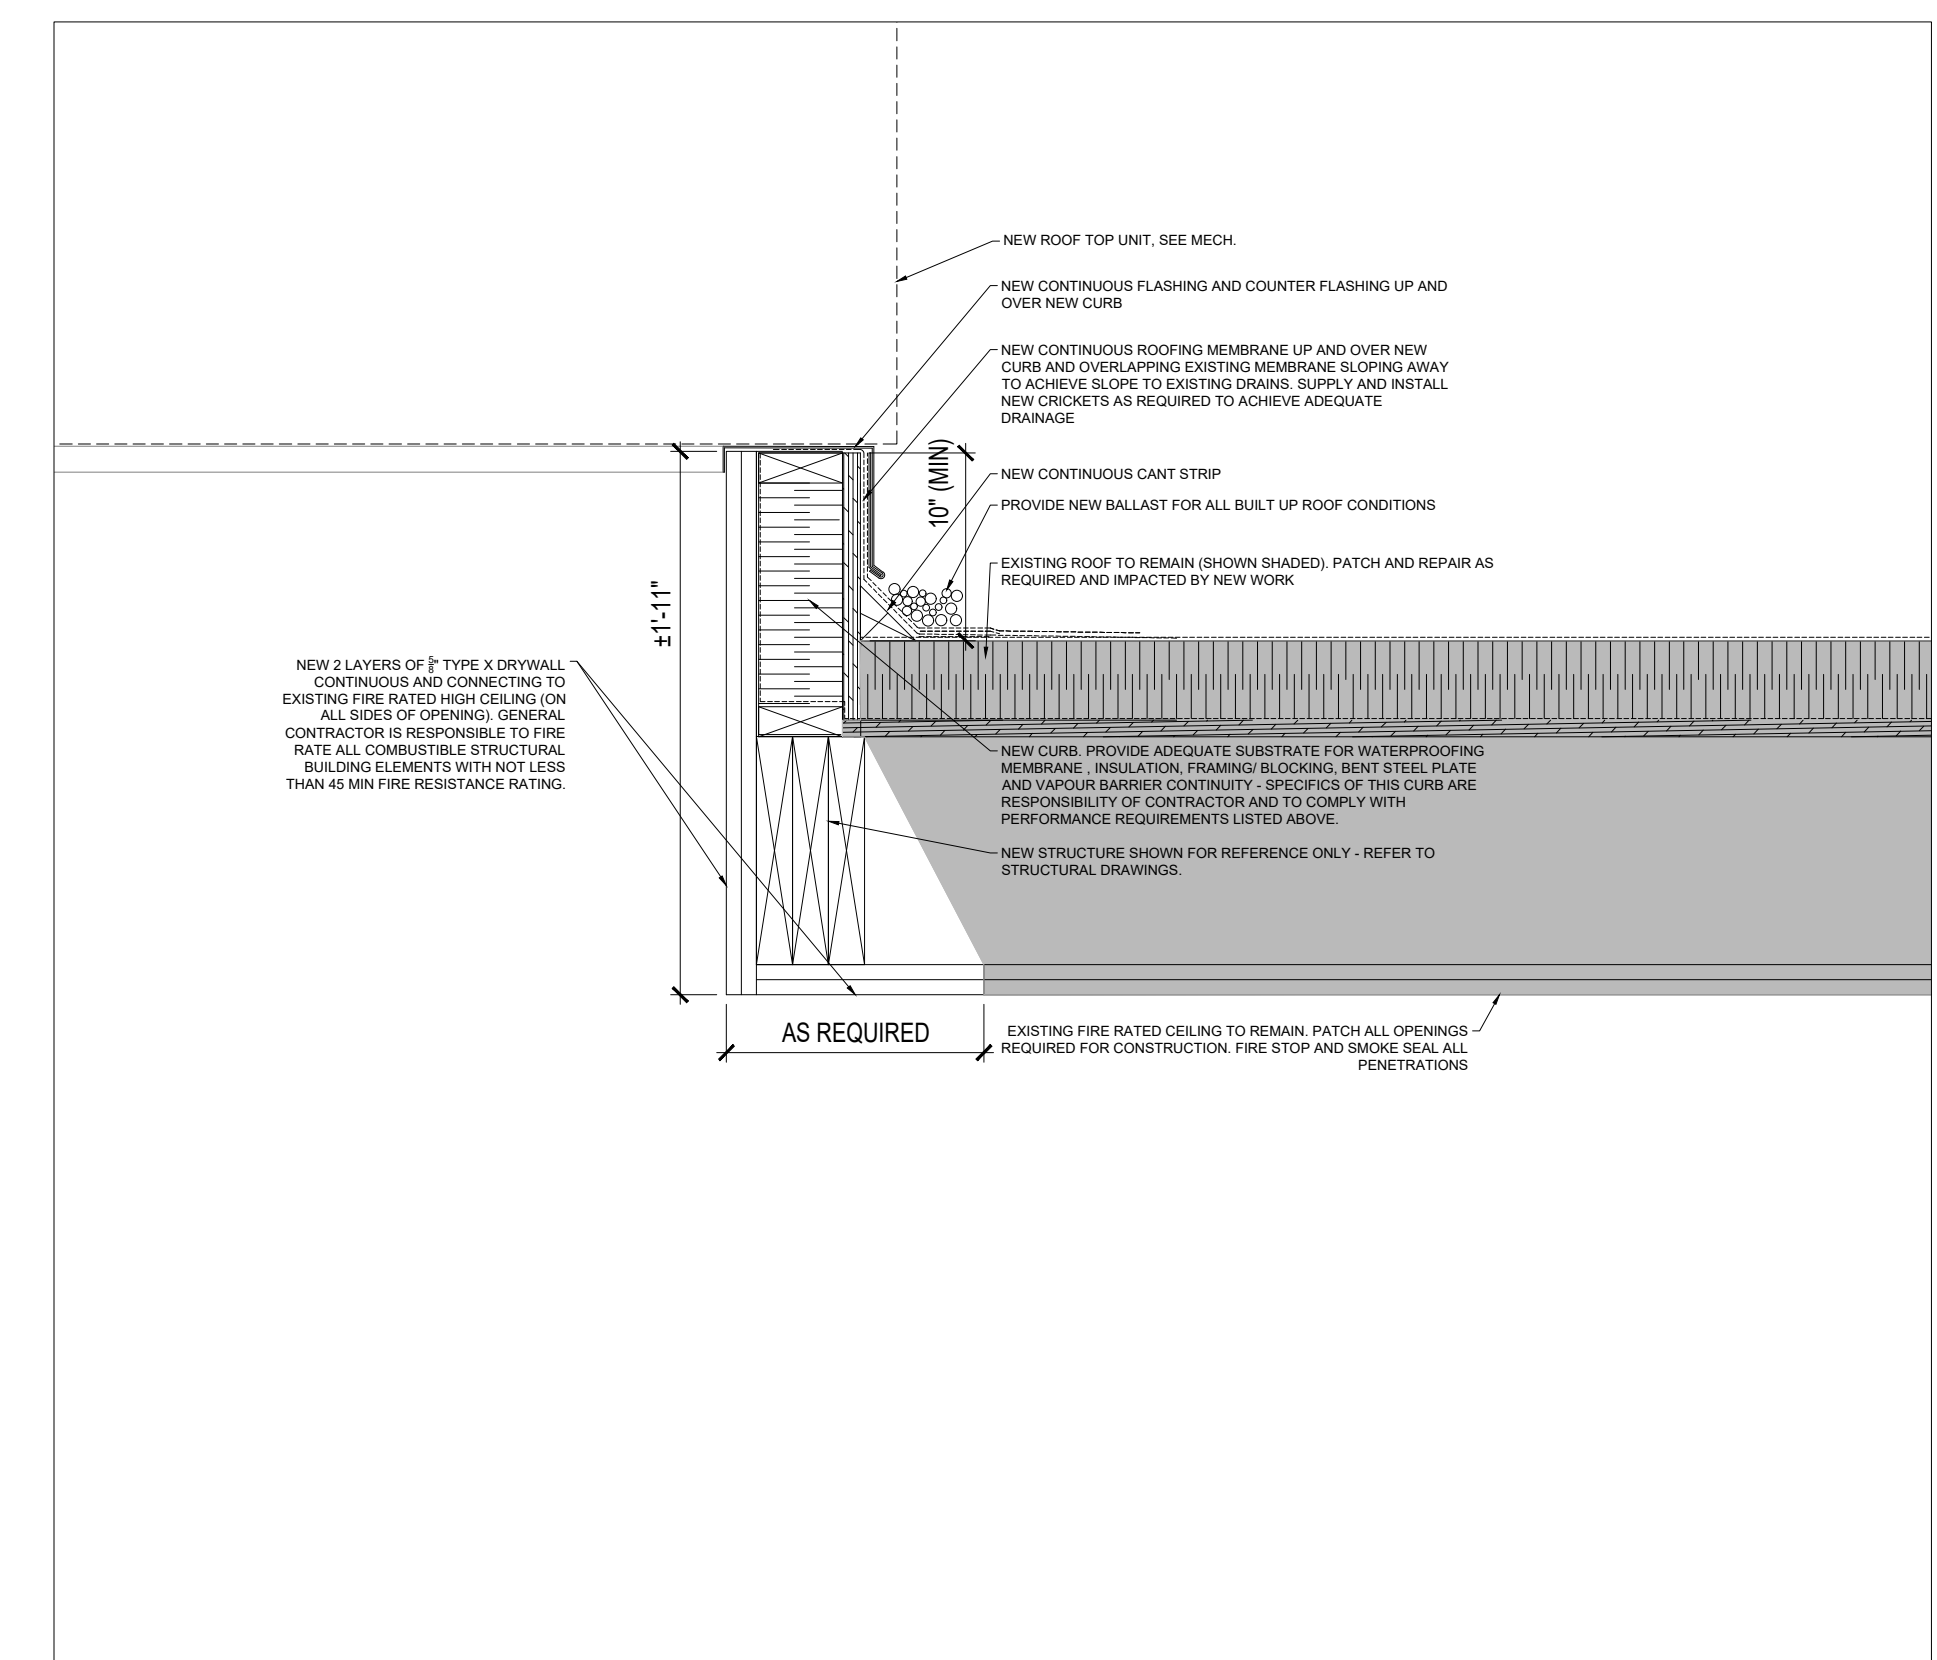 NEW ROOF TOP UNIT, SEE MECH.
NEW CONTINUOUS FLASHING AND COUNTER FLASHING UP AND
OVER NEW CURB
NEW CONTINUOUS ROOFING MEMBRANE UP AND OVER NEW
CURB AND OVERLAPPING EXISTING MEMBRANE SLOPING AWAY
TO ACHIEVE SLOPE TO EXISTING DRAINS. SUPPLY AND INSTALL
NEW CRICKETS AS REQUIRED TO ACHIEVE ADEQUATE
DRAINAGE
10" (MIN)
NEW CONTINUOUS CANT STRIP
PROVIDE NEW BALLAST FOR ALL BUILT UP ROOF CONDITIONS
EXISTING ROOF TO REMAIN (SHOWN SHADED). PATCH AND REPAIR AS
REQUIRED AND IMPACTED BY NEW WORK
±1'-11"
NEW 2 LAYERS OF 5/8" TYPE X DRYWALL
CONTINUOUS AND CONNECTING TO
EXISTING FIRE RATED HIGH CEILING (ON
ALL SIDES OF OPENING). GENERAL
CONTRACTOR IS RESPONSIBLE TO FIRE
RATE ALL COMBUSTIBLE STRUCTURAL
BUILDING ELEMENTS WITH NOT LESS
THAN 45 MIN FIRE RESISTANCE RATING.
NEW CURB. PROVIDE ADEQUATE SUBSTRATE FOR WATERPROOFING
MEMBRANE , INSULATION, FRAMING/ BLOCKING, BENT STEEL PLATE
AND VAPOUR BARRIER CONTINUITY - SPECIFICS OF THIS CURB ARE
RESPONSIBILITY OF CONTRACTOR AND TO COMPLY WITH
PERFORMANCE REQUIREMENTS LISTED ABOVE.
NEW STRUCTURE SHOWN FOR REFERENCE ONLY - REFER TO
STRUCTURAL DRAWINGS.
AS REQUIRED
EXISTING FIRE RATED CEILING TO REMAIN. PATCH ALL OPENINGS
REQUIRED FOR CONSTRUCTION. FIRE STOP AND SMOKE SEAL ALL
PENETRATIONS